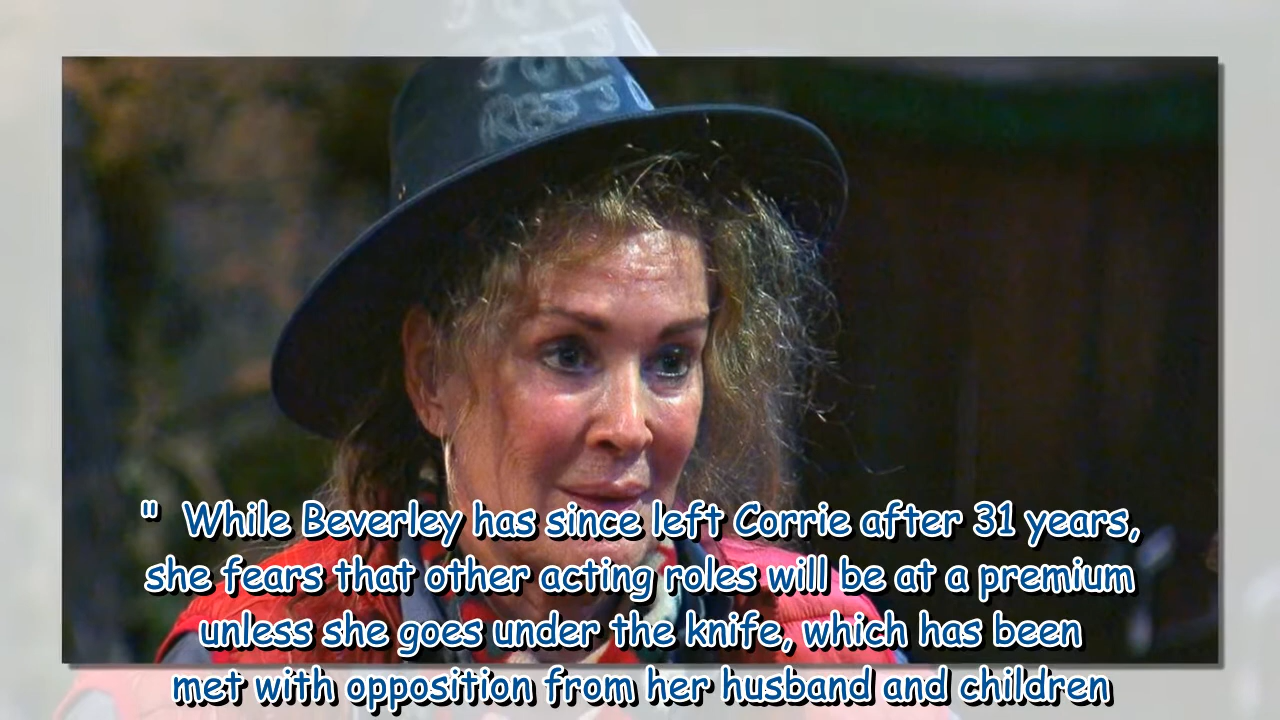 " While Beverley has since left Corrie after 31 years,
she fears that other acting roles will be at a premium
unless she goes under the knife, which has been
met with opposition from her husband and children